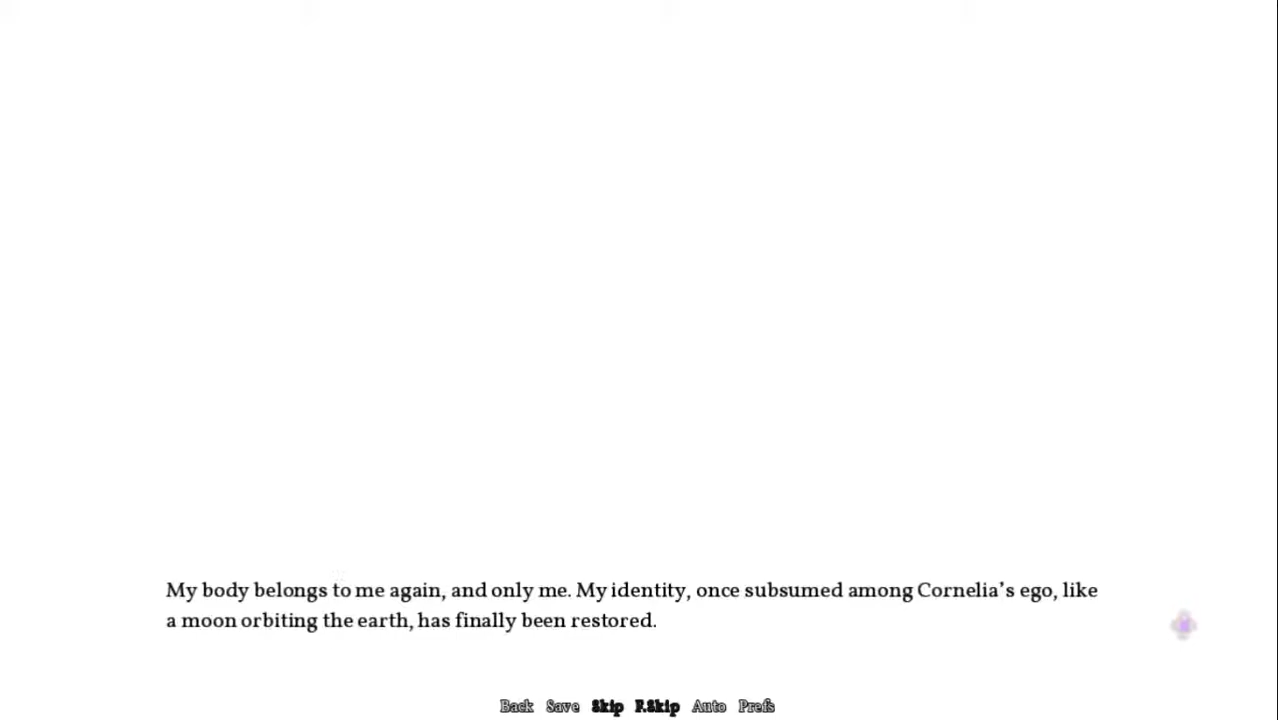 My body belongs to me again, and only me. My identity, once subsumed among Cornelia’s ego, like
a moon orbiting the earth, has finally been restored.
Back Save Skip F.Skip Auto Prefs